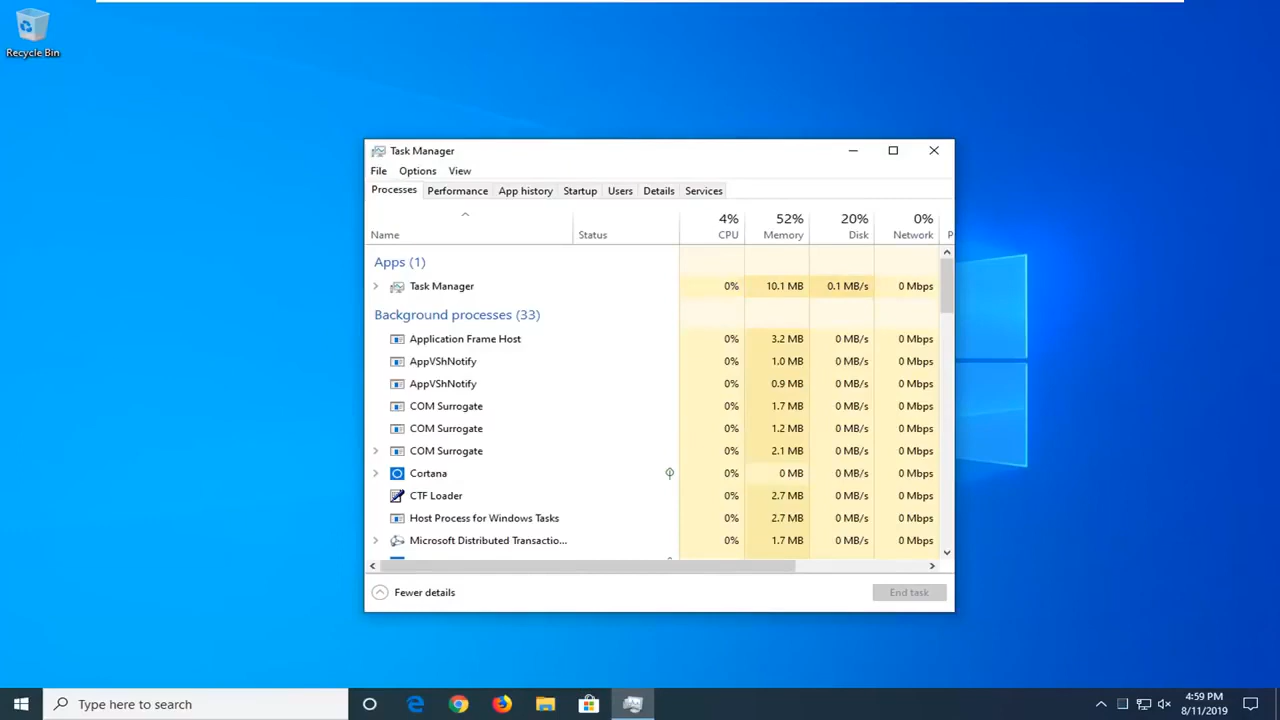 Recycle Bin
Task Manager
File Options View
Processes Performance App history Startup Users Details Services
4% 52% 20% 0%
Name Status CPU Memory Disk Network P
Apps (1)
Task Manager 0% 10.1 MB 0.1 MB/s 0 Mbps
Background processes (33)
Application Frame Host 0% 3.2 MB 0 MB/s 0 Mbps
AppVShNotify 0% 1.0 MB 0 MB/s 0 Mbps
AppVShNotify 0% 0.9 MB 0 MB/s 0 Mbps
COM Surrogate 0% 1.7 MB 0 MB/s 0 Mbps
COM Surrogate 0% 1.2 MB 0 MB/s 0 Mbps
COM Surrogate 0% 2.1 MB 0 MB/s 0 Mbps
Cortana 0% 0 MB 0 MB/s 0 Mbps
CTF Loader 0% 2.7 MB 0 MB/s 0 Mbps
Host Process for Windows Tasks 0% 2.7 MB 0 MB/s 0 Mbps
Microsoft Distributed Transactio... 0% 1.7 MB 0 MB/s 0 Mbps
Fewer details End task
Type here to search
4:59 PM
8/11/2019